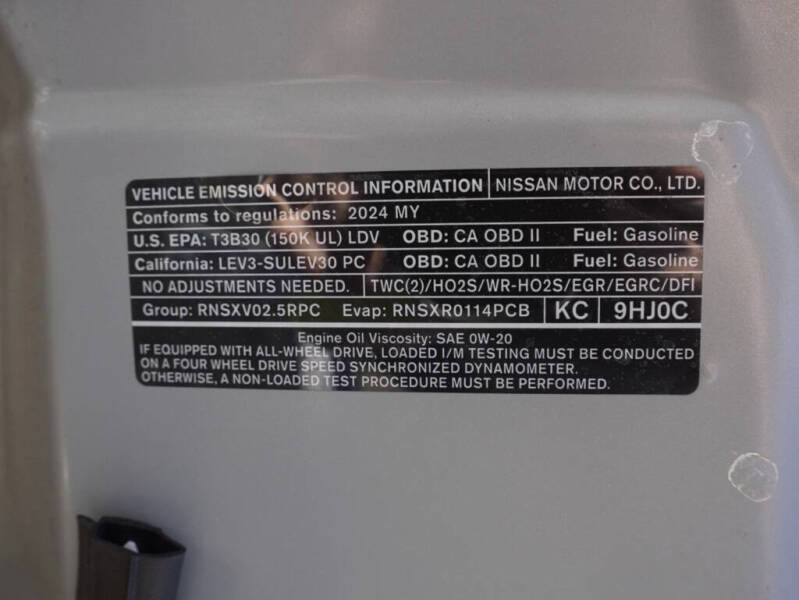 VEHICLE EMISSION CONTROL INFORMATION NISSAN MOTOR CO., LTD.
Conforms to regulations: 2024 MY
U.S. EPA: T3B30 (150K UL) LDV OBD: CA OBD II Fuel: Gasoline
California: LEV3-SULEV30 PC OBD: CA OBD II Fuel: Gasoline
NO ADJUSTMENTS NEEDED. TWC(2)/HO2S/WR-HO2S/EGR/EGRC/DFI
Group: RNSXV02.5RPC Evap: RNSXR0114PCB KC 9HJ0C
Engine Oil Viscosity: SAE 0W-20
IF EQUIPPED WITH ALL-WHEEL DRIVE, LOADED I/M TESTING MUST BE CONDUCTED
ON A FOUR WHEEL DRIVE SPEED SYNCHRONIZED DYNAMOMETER.
OTHERWISE, A NON-LOADED TEST PROCEDURE MUST BE PERFORMED.